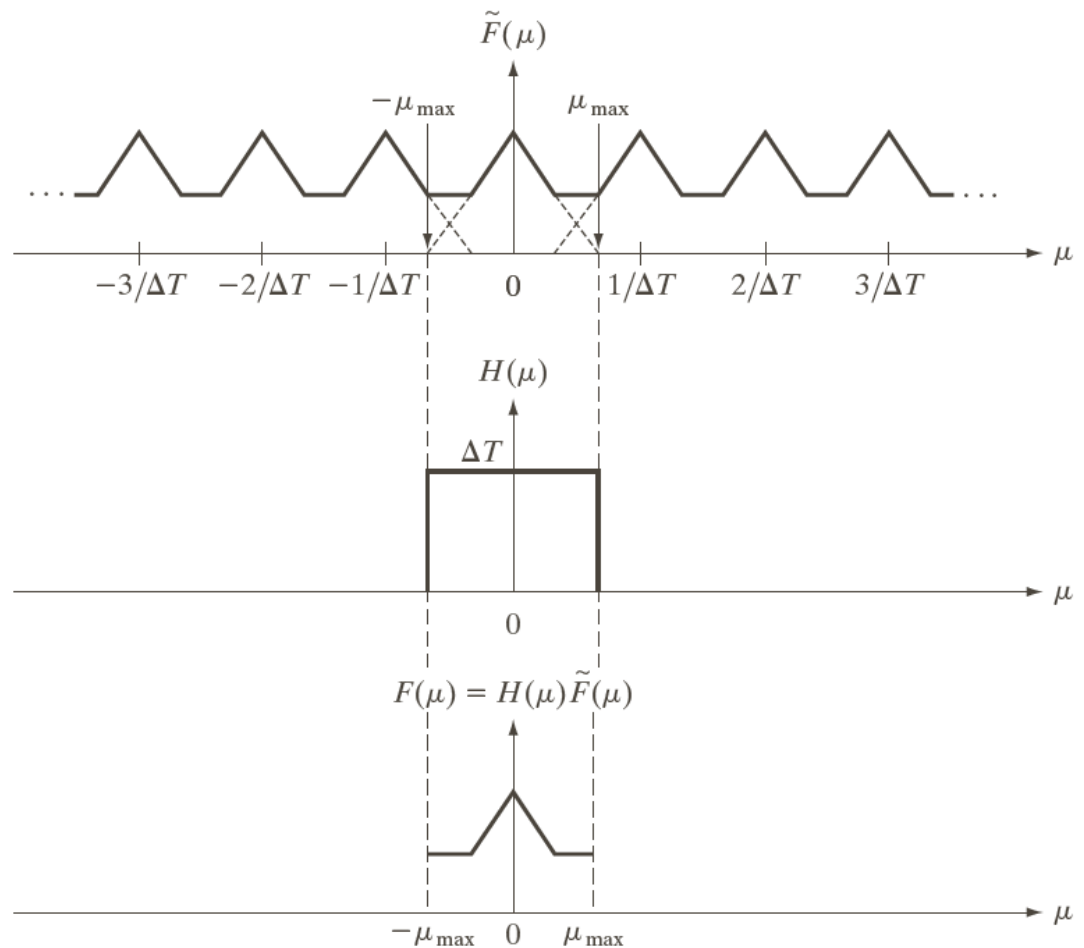 F̃(μ)
−μmax μmax
··· ···
μ
−3/ΔT −2/ΔT −1/ΔT 0 1/ΔT 2/ΔT 3/ΔT
H(μ)
ΔT
μ
0
F(μ) = H(μ)F̃(μ)
μ
−μmax 0 μmax